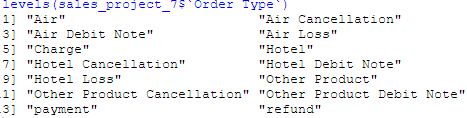 levels(sales_project_7$`Order Type`)
1] "Air" "Air Cancellation"
3] "Air Debit Note" "Air Loss"
5] "Charge" "Hotel"
7] "Hotel Cancellation" "Hotel Debit Note"
9] "Hotel Loss" "Other Product"
1] "Other Product Cancellation" "Other Product Debit Note"
3] "payment" "refund"